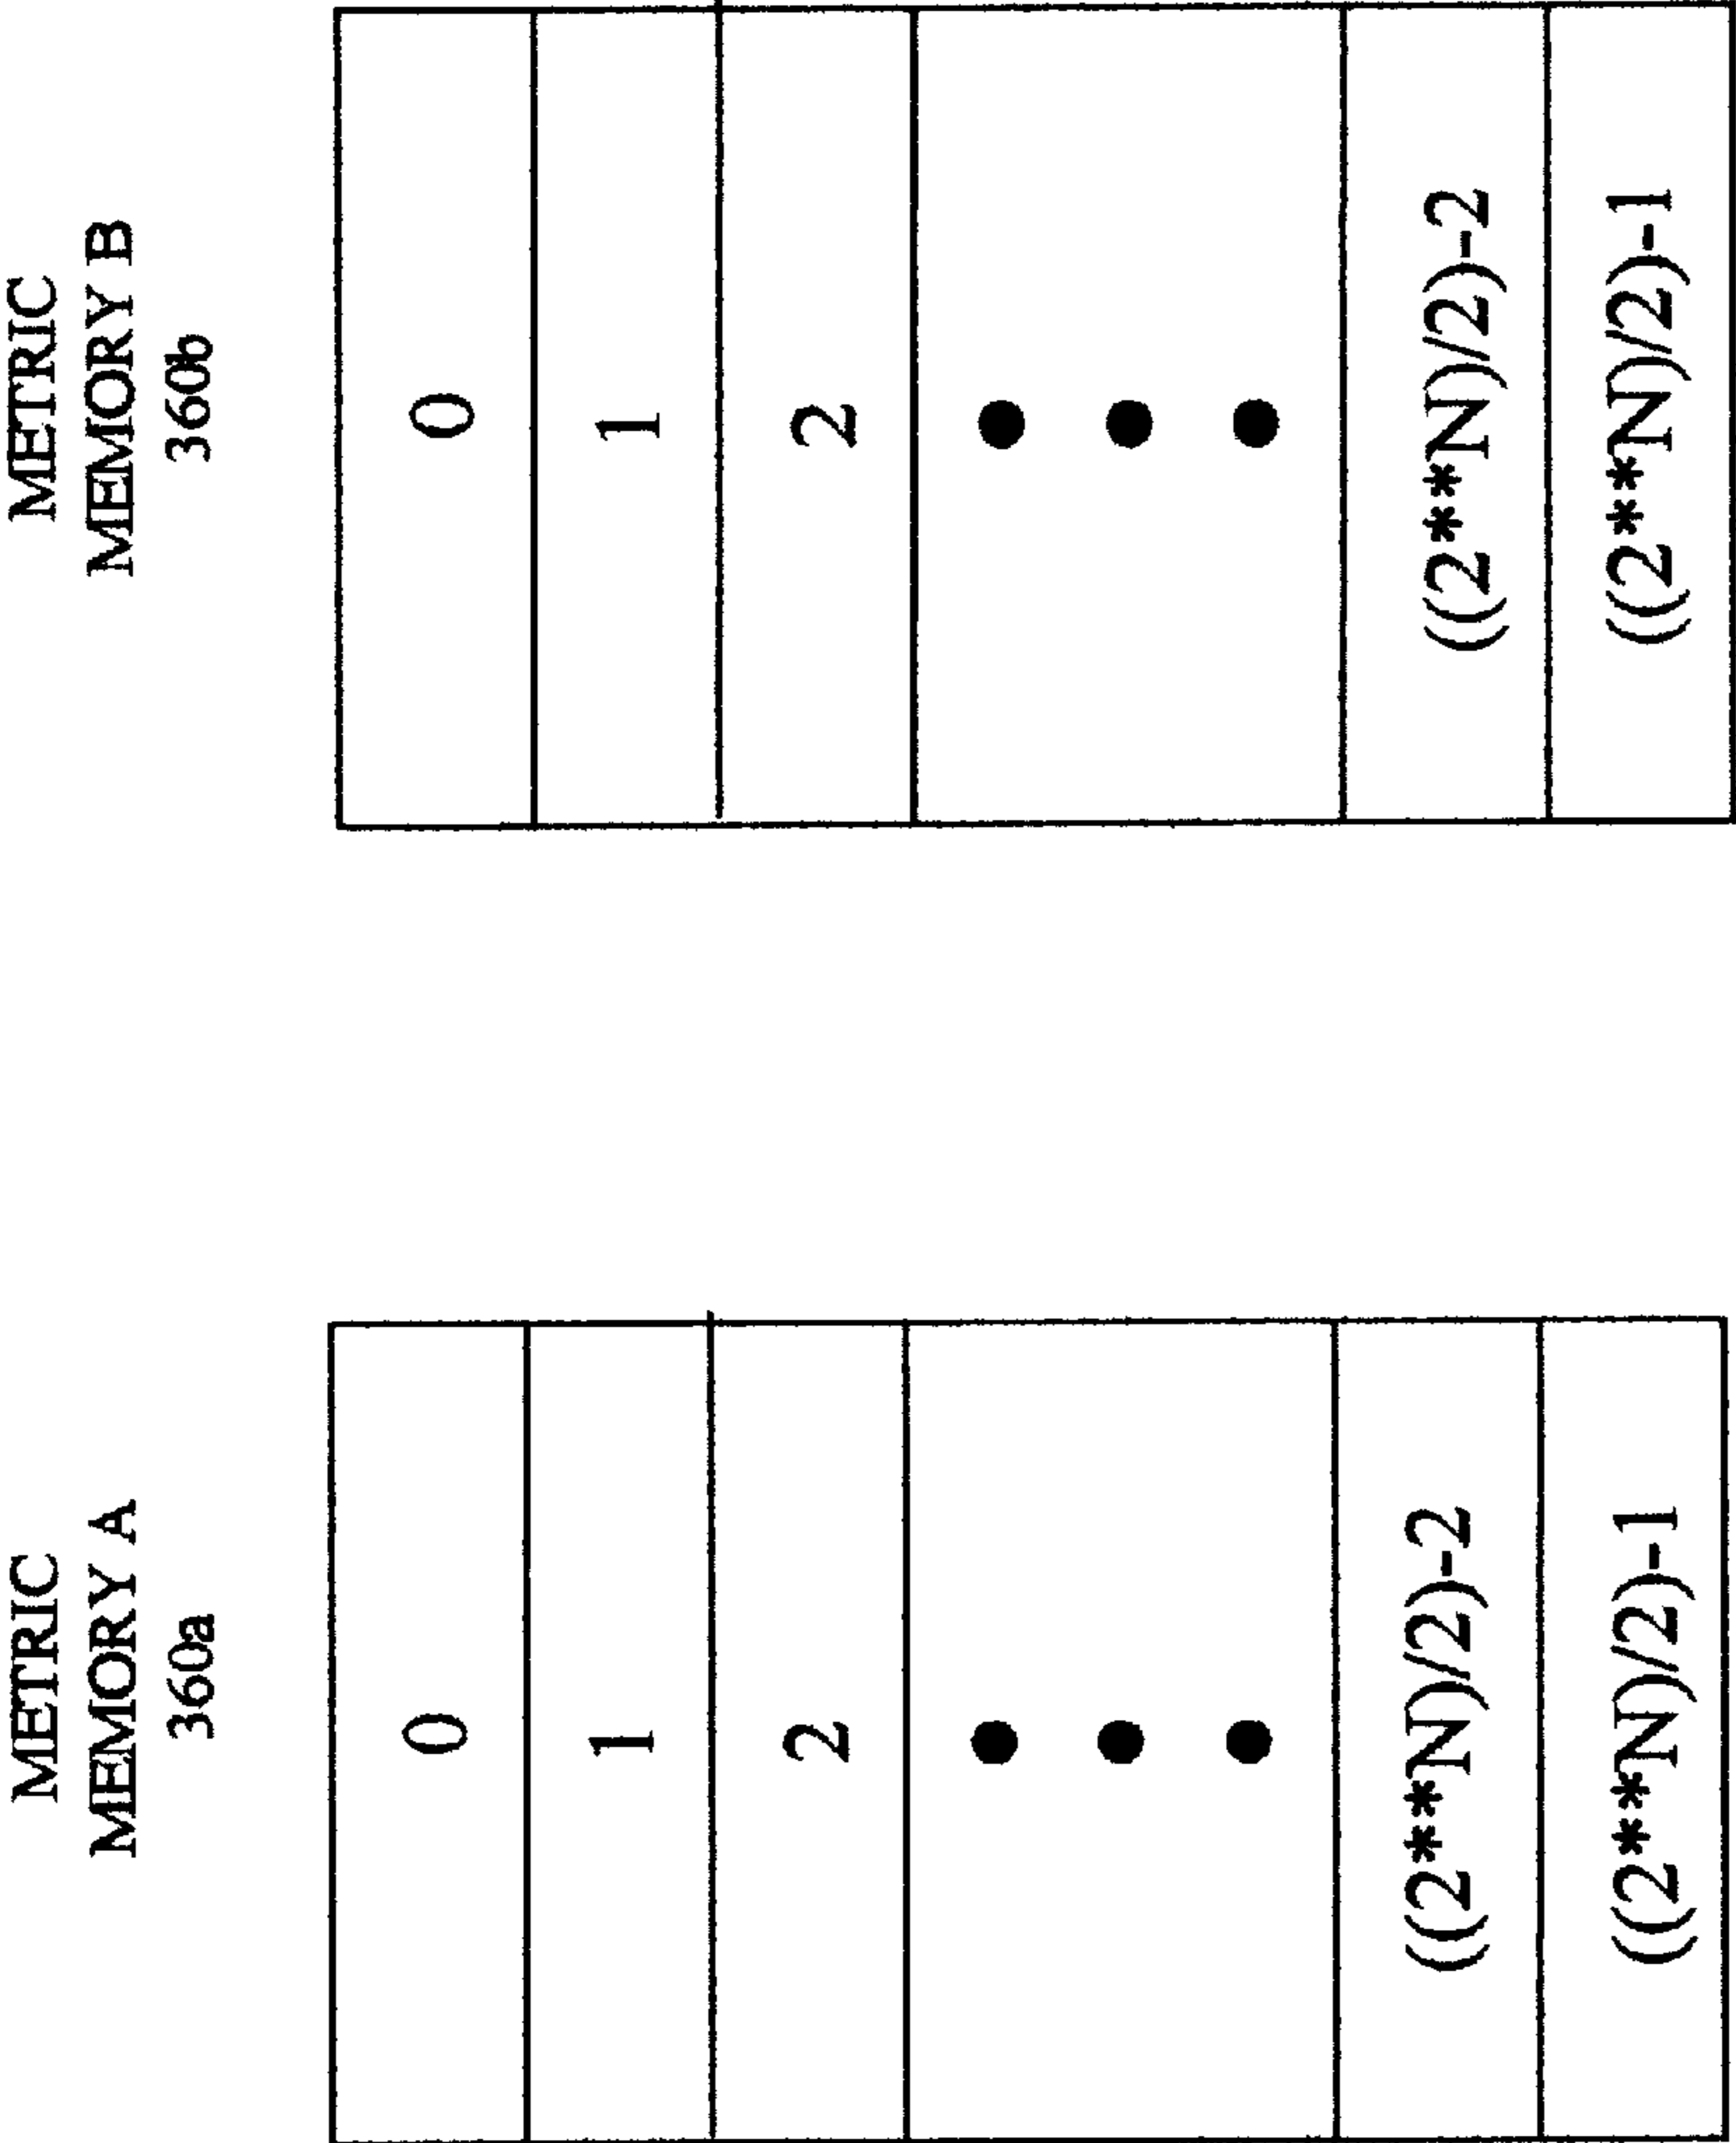 METRIC
MEMORY A
360a
0
1
2
((2**N)/2)-2
((2**N)/2)-1
METRIC
MEMORY B
360b
0
1
2
((2**N)/2)-2
((2**N)/2)-1